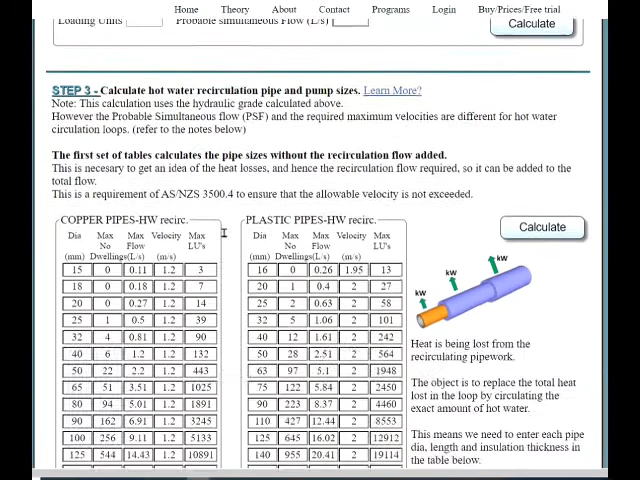 Home Theory About Contact Programs Login Buy/Prices/Free trial
Loading Units Probable simultaneous Flow (L/s) Calculate
STEP 3 - Calculate hot water recirculation pipe and pump sizes. Learn More?
Note: This calculation uses the hydraulic grade calculated above.
However the Probable Simultaneous flow (PSF) and the required maximum velocities are different for hot water
circulation loops. (refer to the notes below)
The first set of tables calculates the pipe sizes without the recirculation flow added.
This is necesary to get an idea of the heat losses, and hence the recirculation flow required, so it can be added to the
total flow.
This is a requirement of AS/NZS 3500.4 to ensure that the allowable velocity is not exceeded.
COPPER PIPES-HW recirc.
Dia Max Max Velocity Max
No Flow LU's
(mm) Dwellings (L/s) (m/s)
15 0 0.11 1.2 3
18 0 0.18 1.2 7
20 0 0.27 1.2 14
25 1 0.5 1.2 39
32 4 0.81 1.2 90
40 6 1.2 1.2 132
50 22 2.2 1.2 443
65 51 3.51 1.2 1025
80 94 5.01 1.2 1891
90 162 6.91 1.2 3245
100 256 9.11 1.2 5133
125 544 14.43 1.2 10891
PLASTIC PIPES-HW recirc.
Dia Max Max Velocity Max
No Flow LU's
(mm) Dwellings (L/s) (m/s)
16 0 0.26 1.95 13
20 1 0.4 2 27
25 2 0.63 2 58
32 5 1.06 2 101
40 12 1.61 2 242
50 28 2.51 2 564
63 97 5.1 2 1948
75 122 5.84 2 2450
90 223 8.37 2 4460
110 427 12.44 2 8553
125 645 16.02 2 12912
140 955 20.41 2 19114
Calculate
kW
kW
kW
Heat is being lost from the
recirculating pipework.
The object is to replace the total heat
lost in the loop by circulating the
exact amount of hot water.
This means we need to enter each pipe
dia, length and insulation thickness in
the table below.